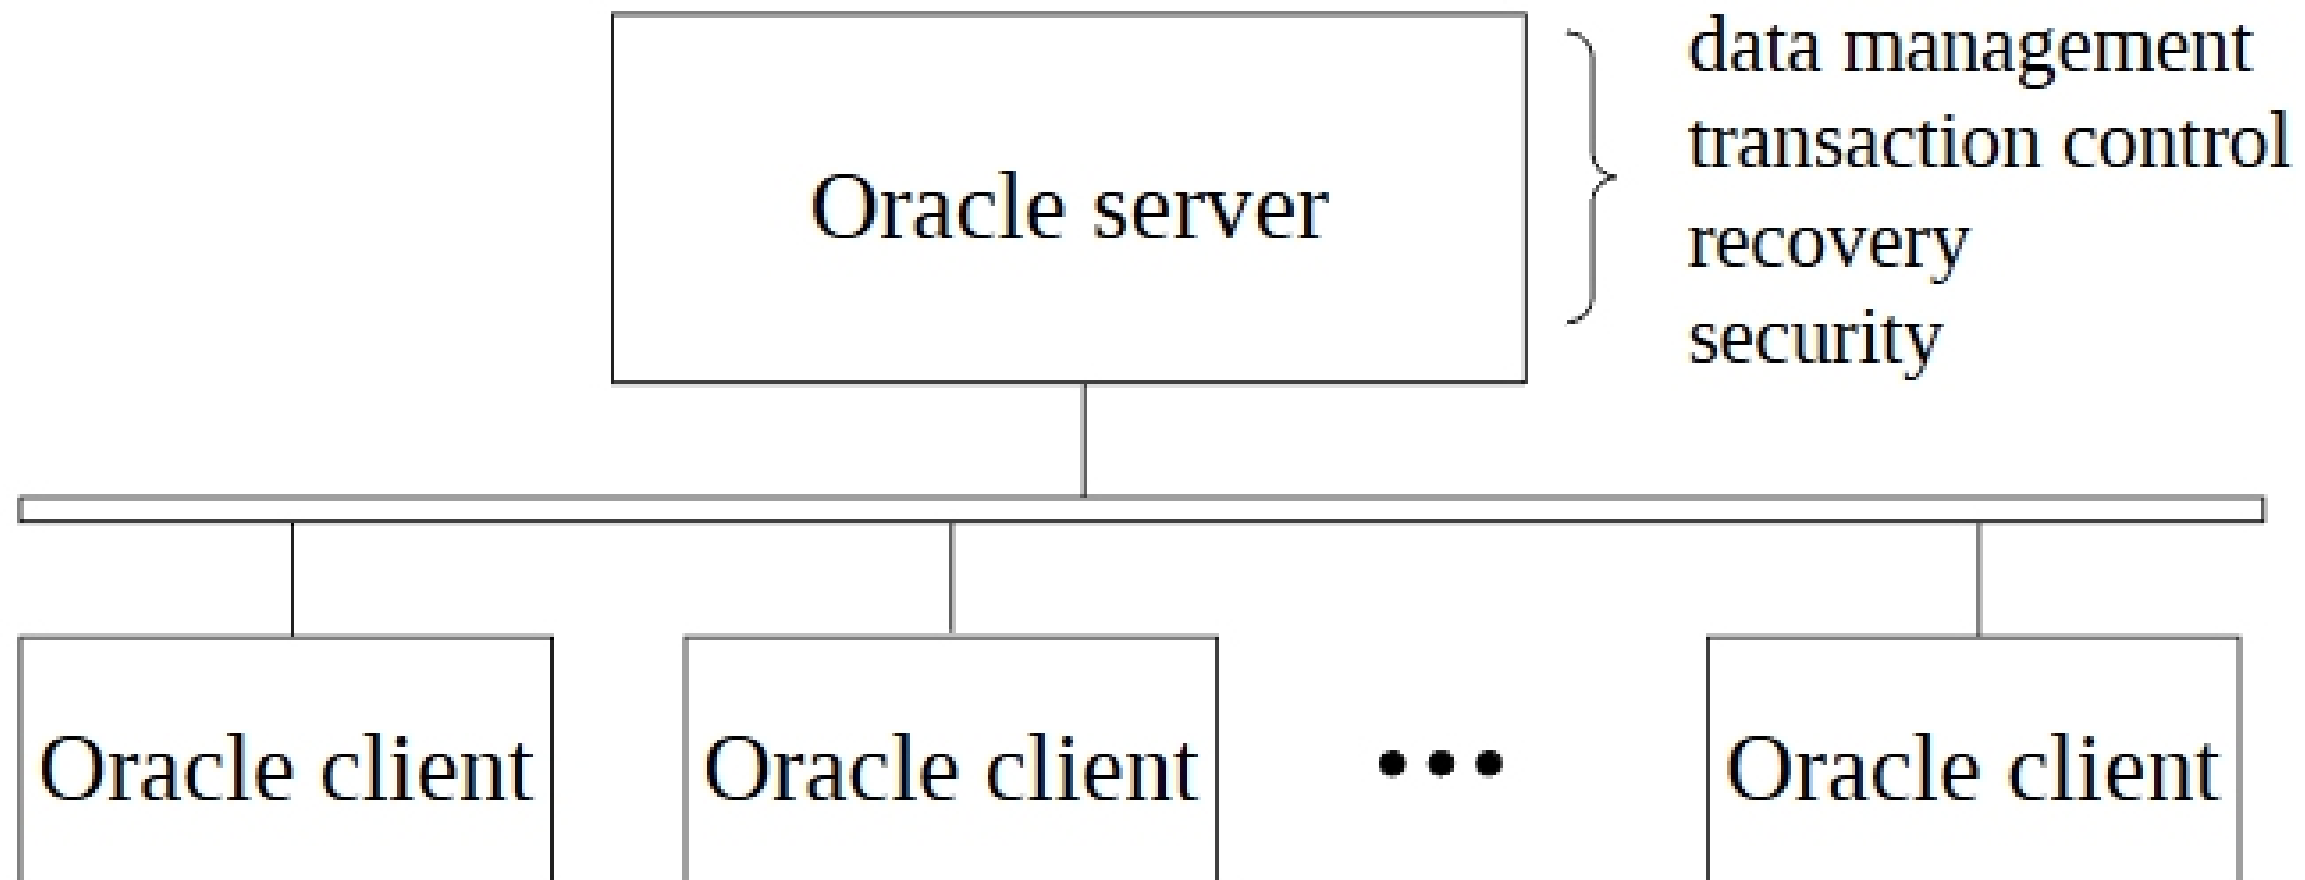 data management
transaction control
Oracle server
recovery
security
Oracle client
Oracle client
•••
Oracle client